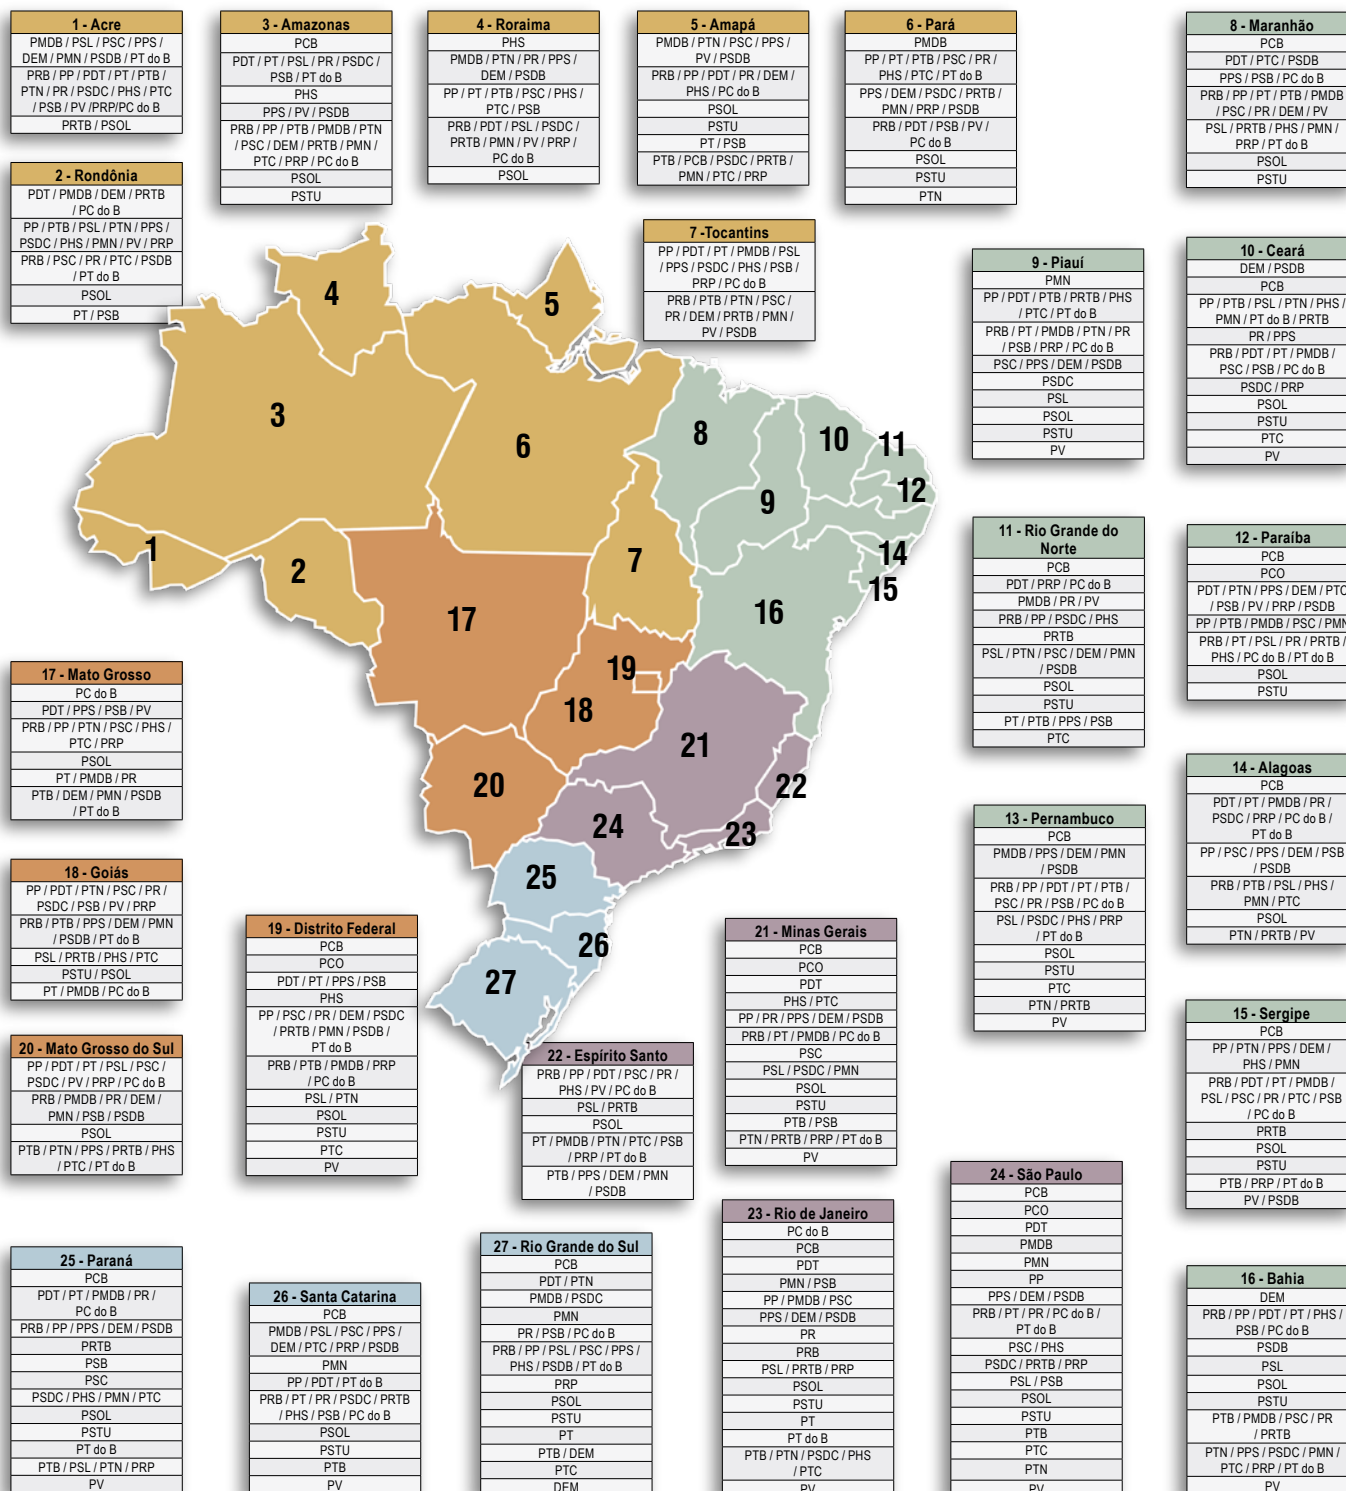 1 - Acre
PMDB / PSL / PSC / PPS /
DEM / PMN / PSDB / PT do B
PRB / PP / PDT / PT / PTB /
PTN / PR / PSDC / PHS / PTC
/ PSB / PV /PRP/PC do B
PRTB / PSOL
2 - Rondônia
PDT / PMDB / DEM / PRTB
/ PC do B
PP / PTB / PSL / PTN / PPS /
PSDC / PHS / PMN / PV / PRP
PRB / PSC / PR / PTC / PSDB
/ PT do B
PSOL
PT / PSB
3 - Amazonas
PCB
PDT / PT / PSL / PR / PSDC /
PSB / PT do B
PHS
PPS / PV / PSDB
PRB / PP / PTB / PMDB / PTN
/ PSC / DEM / PRTB / PMN /
PTC / PRP / PC do B
PSOL
PSTU
4 - Roraima
PHS
PMDB / PTN / PR / PPS /
DEM / PSDB
PP / PT / PTB / PSC / PHS /
PTC / PSB
PRB / PDT / PSL / PSDC /
PRTB / PMN / PV / PRP /
PC do B
PSOL
5 - Amapá
PMDB / PTN / PSC / PPS /
PV / PSDB
PRB / PP / PDT / PR / DEM /
PHS / PC do B
PSOL
PSTU
PT / PSB
PTB / PCB / PSDC / PRTB /
PMN / PTC / PRP
6 - Pará
PMDB
PP / PT / PTB / PSC / PR /
PHS / PTC / PT do B
PPS / DEM / PSDC / PRTB /
PMN / PRP / PSDB
PRB / PDT / PSB / PV /
PC do B
PSOL
PSTU
PTN
7 -Tocantins
PP / PDT / PT / PMDB / PSL
/ PPS / PSDC / PHS / PSB /
PRP / PC do B
PRB / PTB / PTN / PSC /
PR / DEM / PRTB / PMN /
PV / PSDB
8 - Maranhão
PCB
PDT / PTC / PSDB
PPS / PSB / PC do B
PRB / PP / PT / PTB / PMDB
/ PSC / PR / DEM / PV
PSL / PRTB / PHS / PMN /
PRP / PT do B
PSOL
PSTU
9 - Piauí
PMN
PP / PDT / PTB / PRTB / PHS
/ PTC / PT do B
PRB / PT / PMDB / PTN / PR
/ PSB / PRP / PC do B
PSC / PPS / DEM / PSDB
PSDC
PSL
PSOL
PSTU
PV
10 - Ceará
DEM / PSDB
PCB
PP / PTB / PSL / PTN / PHS /
PMN / PT do B / PRTB
PR / PPS
PRB / PDT / PT / PMDB /
PSC / PSB / PC do B
PSDC / PRP
PSOL
PSTU
PTC
PV
4
5
3
6
8
10
11
9
12
1
2
7
14
15
16
17
19
18
21
20
22
24
23
25
26
27
11 - Rio Grande do
Norte
PCB
PDT / PRP / PC do B
PMDB / PR / PV
PRB / PP / PSDC / PHS
PRTB
PSL / PTN / PSC / DEM / PMN
/ PSDB
PSOL
PSTU
PT / PTB / PPS / PSB
PTC
12 - Paraíba
PCB
PCO
PDT / PTN / PPS / DEM / PTC
/ PSB / PV / PRP / PSDB
PP / PTB / PMDB / PSC / PMN
PRB / PT / PSL / PR / PRTB /
PHS / PC do B / PT do B
PSOL
PSTU
13 - Pernambuco
PCB
PMDB / PPS / DEM / PMN
/ PSDB
PRB / PP / PDT / PT / PTB /
PSC / PR / PSB / PC do B
PSL / PSDC / PHS / PRP
/ PT do B
PSOL
PSTU
PTC
PTN / PRTB
PV
14 - Alagoas
PCB
PDT / PT / PMDB / PR /
PSDC / PRP / PC do B /
PT do B
PP / PSC / PPS / DEM / PSB
/ PSDB
PRB / PTB / PSL / PHS /
PMN / PTC
PSOL
PTN / PRTB / PV
15 - Sergipe
PCB
PP / PTN / PPS / DEM /
PHS / PMN
PRB / PDT / PT / PMDB /
PSL / PSC / PR / PTC / PSB
/ PC do B
PRTB
PSOL
PSTU
PTB / PRP / PT do B
PV / PSDB
16 - Bahia
DEM
PRB / PP / PDT / PT / PHS /
PSB / PC do B
PSDB
PSL
PSOL
PSTU
PTB / PMDB / PSC / PR
/ PRTB
PTN / PPS / PSDC / PMN /
PTC / PRP / PT do B
PV
17 - Mato Grosso
PC do B
PDT / PPS / PSB / PV
PRB / PP / PTN / PSC / PHS /
PTC / PRP
PSOL
PT / PMDB / PR
PTB / DEM / PMN / PSDB
/ PT do B
18 - Goiás
PP / PDT / PTN / PSC / PR /
PSDC / PSB / PV / PRP
PRB / PTB / PPS / DEM / PMN
/ PSDB / PT do B
PSL / PRTB / PHS / PTC
PSTU / PSOL
PT / PMDB / PC do B
19 - Distrito Federal
PCB
PCO
PDT / PT / PPS / PSB
PHS
PP / PSC / PR / DEM / PSDC
/ PRTB / PMN / PSDB /
PT do B
PRB / PTB / PMDB / PRP
/ PC do B
PSL / PTN
PSOL
PSTU
PTC
PV
20 - Mato Grosso do Sul
PP / PDT / PT / PSL / PSC /
PSDC / PV / PRP / PC do B
PRB / PMDB / PR / DEM /
PMN / PSB / PSDB
PSOL
PTB / PTN / PPS / PRTB / PHS
/ PTC / PT do B
21 - Minas Gerais
PCB
PCO
PDT
PHS / PTC
PP / PR / PPS / DEM / PSDB
PRB / PT / PMDB / PC do B
PSC
PSL / PSDC / PMN
PSOL
PSTU
PTB / PSB
PTN / PRTB / PRP / PT do B
PV
22 - Espírito Santo
PRB / PP / PDT / PSC / PR /
PHS / PV / PC do B
PSL / PRTB
PSOL
PT / PMDB / PTN / PTC / PSB
/ PRP / PT do B
PTB / PPS / DEM / PMN
/ PSDB
23 - Rio de Janeiro
PC do B
PCB
PDT
PMN / PSB
PP / PMDB / PSC
PPS / DEM / PSDB
PR
PRB
PSL / PRTB / PRP
PSOL
PSTU
PT
PT do B
PTB / PTN / PSDC / PHS
/ PTC
PV
24 - São Paulo
PCB
PCO
PDT
PMDB
PMN
PP
PPS / DEM / PSDB
PRB / PT / PR / PC do B /
PT do B
PSC / PHS
PSDC / PRTB / PRP
PSL / PSB
PSOL
PSTU
PTB
PTC
PTN
PV
25 - Paraná
PCB
PDT / PT / PMDB / PR /
PC do B
PRB / PP / PPS / DEM / PSDB
PRTB
PSB
PSC
PSDC / PHS / PMN / PTC
PSOL
PSTU
PT do B
PTB / PSL / PTN / PRP
PV
26 - Santa Catarina
PCB
PMDB / PSL / PSC / PPS /
DEM / PTC / PRP / PSDB
PMN
PP / PDT / PT do B
PRB / PT / PR / PSDC / PRTB
/ PHS / PSB / PC do B
PSOL
PSTU
PTB
PV
27 - Rio Grande do Sul
PCB
PDT / PTN
PMDB / PSDC
PMN
PR / PSB / PC do B
PRB / PP / PSL / PSC / PPS /
PHS / PSDB / PT do B
PRP
PSOL
PSTU
PT
PTB / DEM
PTC
DEM